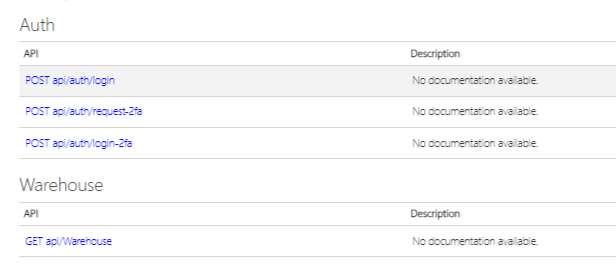 Auth
API Description
POST api/auth/login No documentation available.
POST api/auth/request-2fa No documentation available.
POST api/auth/login-2fa No documentation available.
Warehouse
API Description
GET api/Warehouse No documentation available.